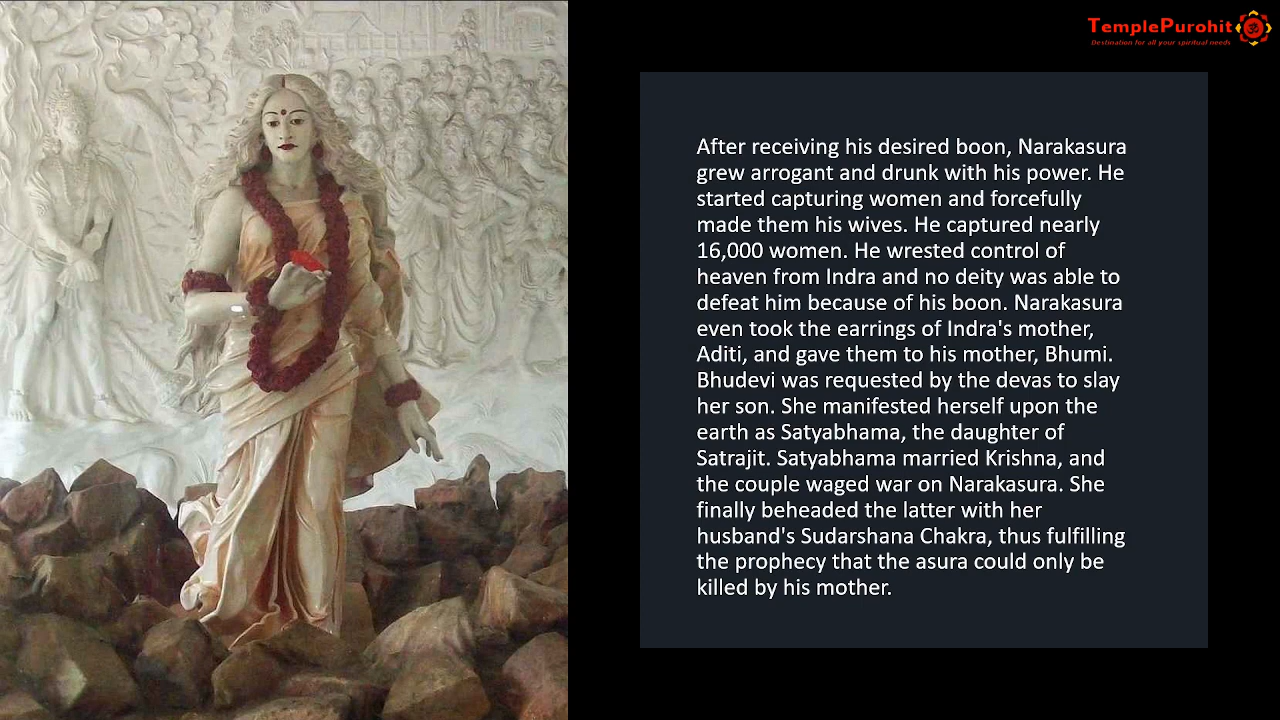 TemplePurohit
Destination for all your spiritual needs
After receiving his desired boon, Narakasura
grew arrogant and drunk with his power. He
started capturing women and forcefully
made them his wives. He captured nearly
16,000 women. He wrested control of
heaven from Indra and no deity was able to
defeat him because of his boon. Narakasura
even took the earrings of Indra's mother,
Aditi, and gave them to his mother, Bhumi.
Bhudevi was requested by the devas to slay
her son. She manifested herself upon the
earth as Satyabhama, the daughter of
Satrajit. Satyabhama married Krishna, and
the couple waged war on Narakasura. She
finally beheaded the latter with her
husband's Sudarshana Chakra, thus fulfilling
the prophecy that the asura could only be
killed by his mother.